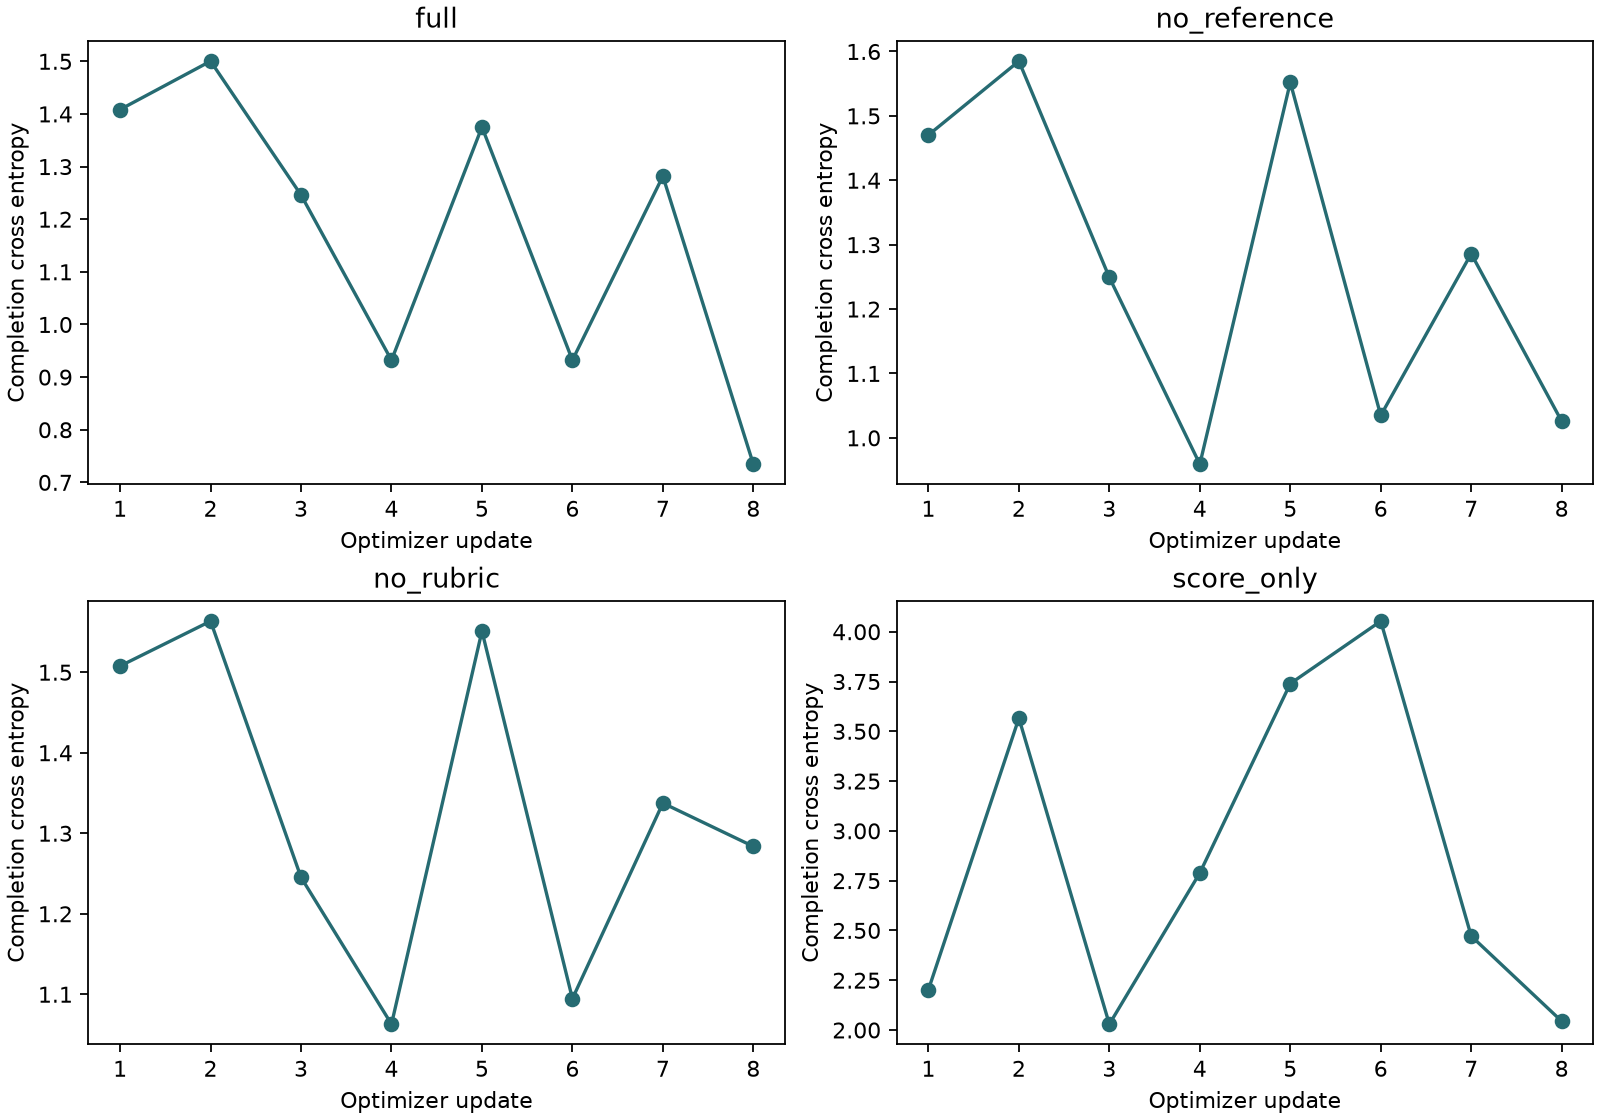 full
Completion cross entropy
1.5
1.4
1.3
1.2
1.1
1.0
0.9
0.8
0.7
1 2 3 4 5 6 7 8
Optimizer update
no_reference
Completion cross entropy
1.6
1.5
1.4
1.3
1.2
1.1
1.0
1 2 3 4 5 6 7 8
Optimizer update
no_rubric
Completion cross entropy
1.5
1.4
1.3
1.2
1.1
1 2 3 4 5 6 7 8
Optimizer update
score_only
Completion cross entropy
4.00
3.75
3.50
3.25
3.00
2.75
2.50
2.25
2.00
1 2 3 4 5 6 7 8
Optimizer update